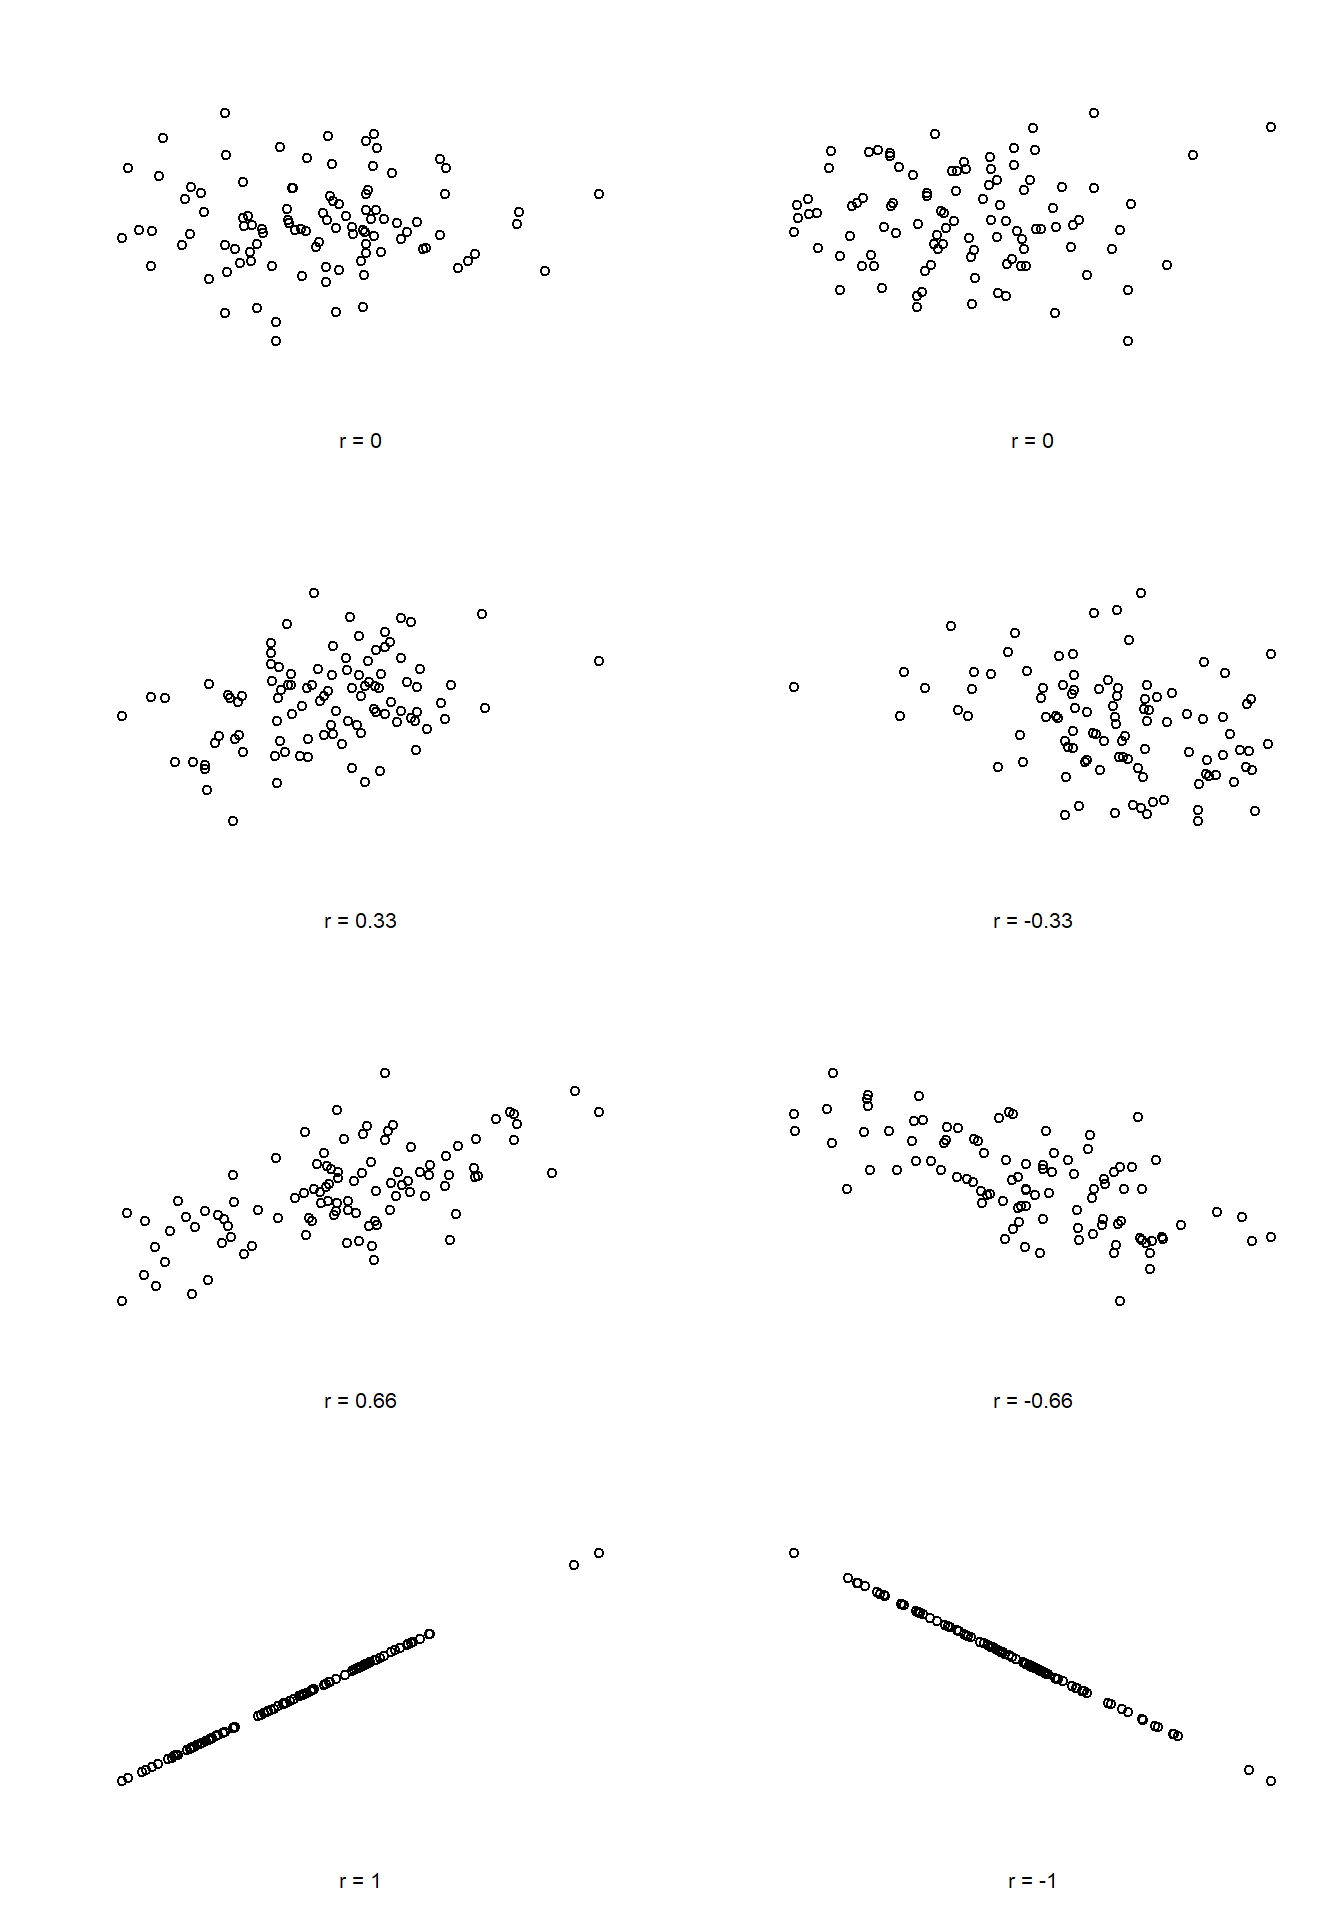 r = 0
r = 0
r = 0.33
r = -0.33
r = 0.66
r = -0.66
r = 1
r = -1